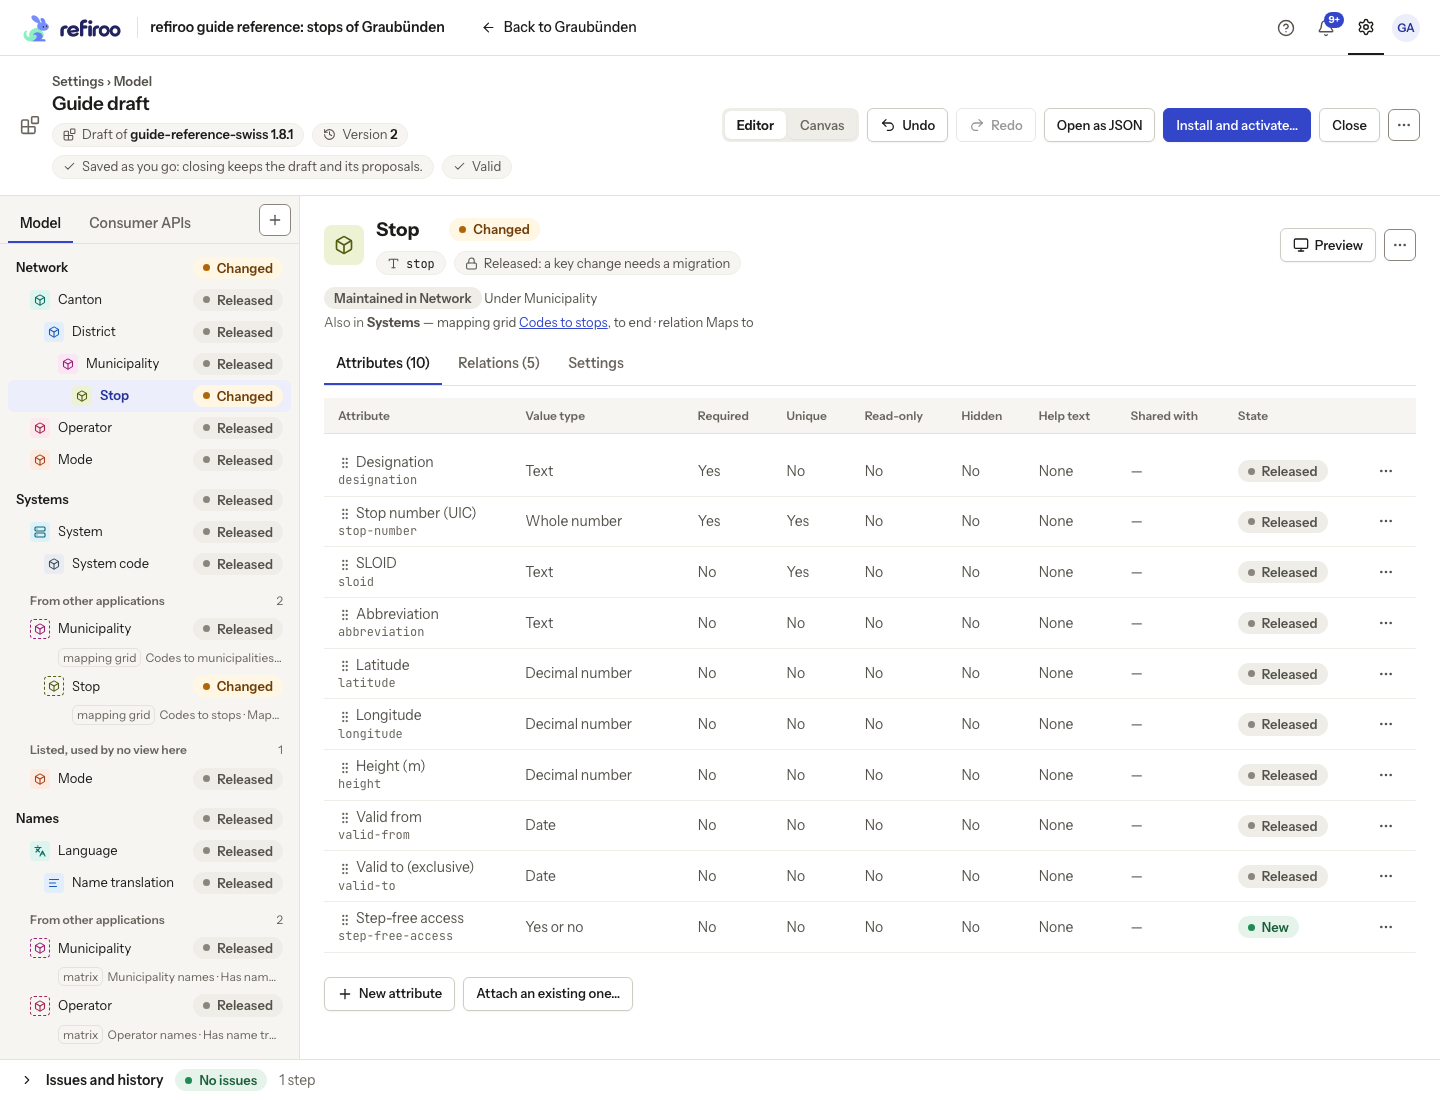 refiroo
refiroo guide reference: stops of Graubünden
Back to Graubünden
9+
GA
Settings › Model
Guide draft
Draft of guide-reference-swiss 1.8.1
Version 2
Saved as you go: closing keeps the draft and its proposals.
Valid
Editor
Canvas
Undo
Redo
Open as JSON
Install and activate...
Close
Model
Consumer APIs
Network Changed
Canton Released
District Released
Municipality Released
Stop Changed
Operator Released
Mode Released
Systems Released
System Released
System code Released
From other applications 2
Municipality Released
mapping grid Codes to municipalities...
Stop Changed
mapping grid Codes to stops · Map...
Listed, used by no view here 1
Mode Released
Names Released
Language Released
Name translation Released
From other applications 2
Municipality Released
matrix Municipality names · Has nam...
Operator Released
matrix Operator names · Has name tr...
Stop
Changed
stop
Released: a key change needs a migration
Preview
Maintained in Network Under Municipality
Also in Systems — mapping grid Codes to stops, to end · relation Maps to
Attributes (10)
Relations (5)
Settings
Attribute Value type Required Unique Read-only Hidden Help text Shared with State
Designation
designation
Text Yes No No No None — Released
Stop number (UIC)
stop-number
Whole number Yes Yes No No None — Released
SLOID
sloid
Text No Yes No No None — Released
Abbreviation
abbreviation
Text No No No No None — Released
Latitude
latitude
Decimal number No No No No None — Released
Longitude
longitude
Decimal number No No No No None — Released
Height (m)
height
Decimal number No No No No None — Released
Valid from
valid-from
Date No No No No None — Released
Valid to (exclusive)
valid-to
Date No No No No None — Released
Step-free access
step-free-access
Yes or no No No No No None — New
New attribute
Attach an existing one...
Issues and history
No issues
1 step